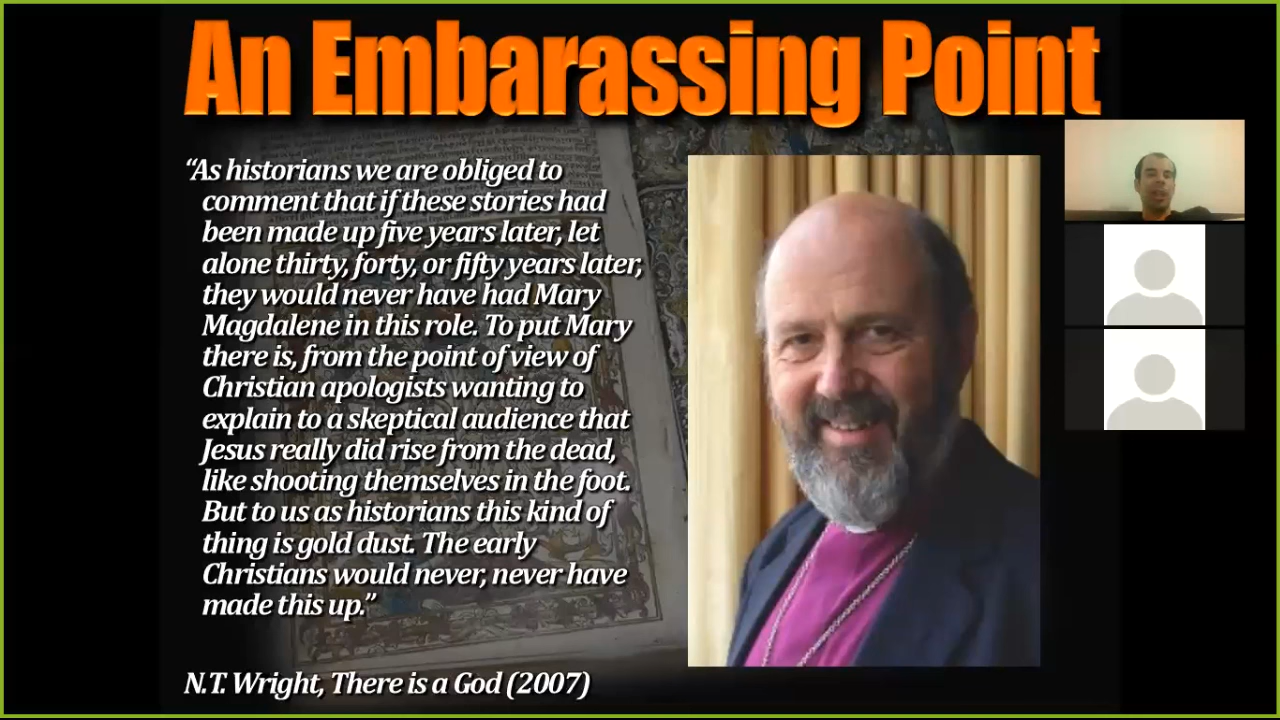 An Embarassing Point
“As historians we are obliged to
comment that if these stories had
been made up five years later, let
alone thirty, forty, or fifty years later,
they would never have had Mary
Magdalene in this role. To put Mary
there is, from the point of view of
Christian apologists wanting to
explain to a skeptical audience that
Jesus really did rise from the dead,
like shooting themselves in the foot.
But to us as historians this kind of
thing is gold dust. The early
Christians would never, never have
made this up.”
N.T. Wright, There is a God (2007)